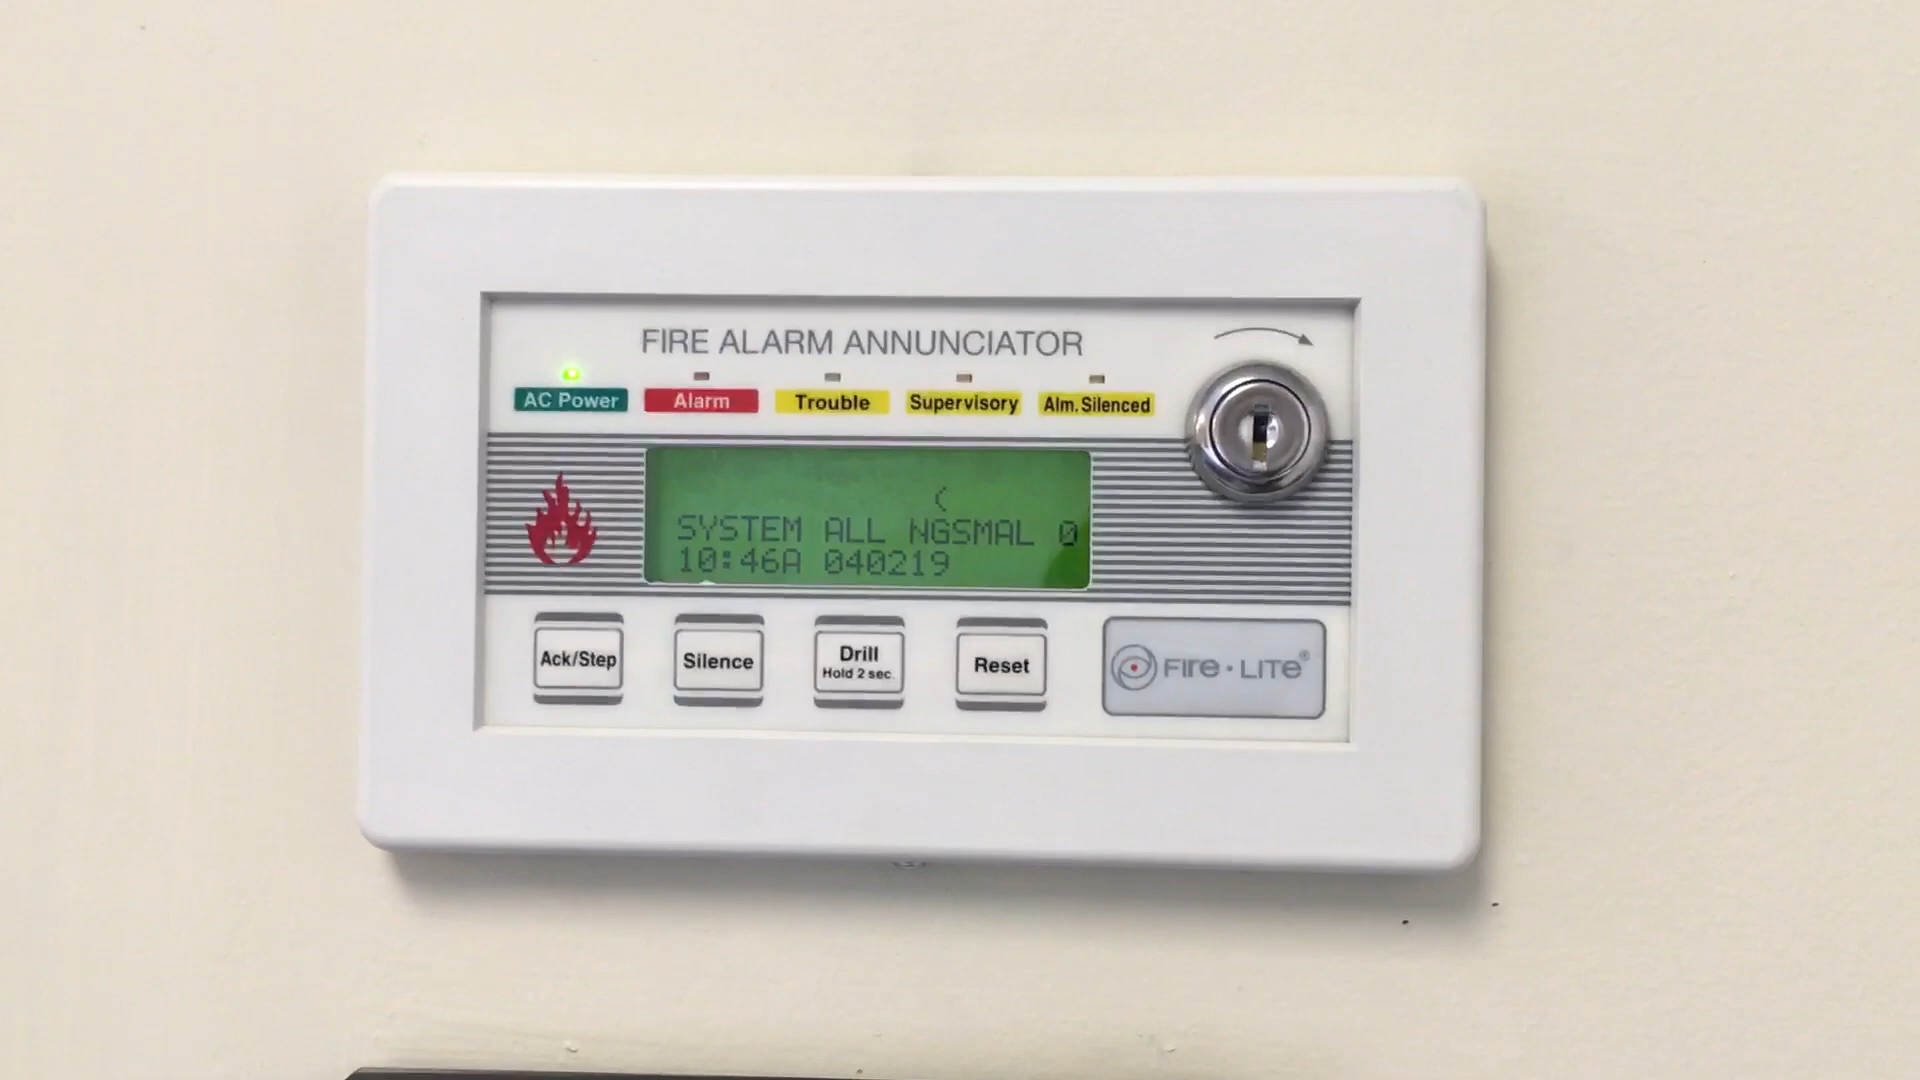 FIRE ALARM ANNUNCIATOR
AC Power
Alarm
Trouble
Supervisory
Alm. Silenced
(
SYSTEM ALL NGSMAL 0
10:46A 040219
Ack/Step
Silence
Drill
Hold 2 sec.
Reset
FIRE•LITE®